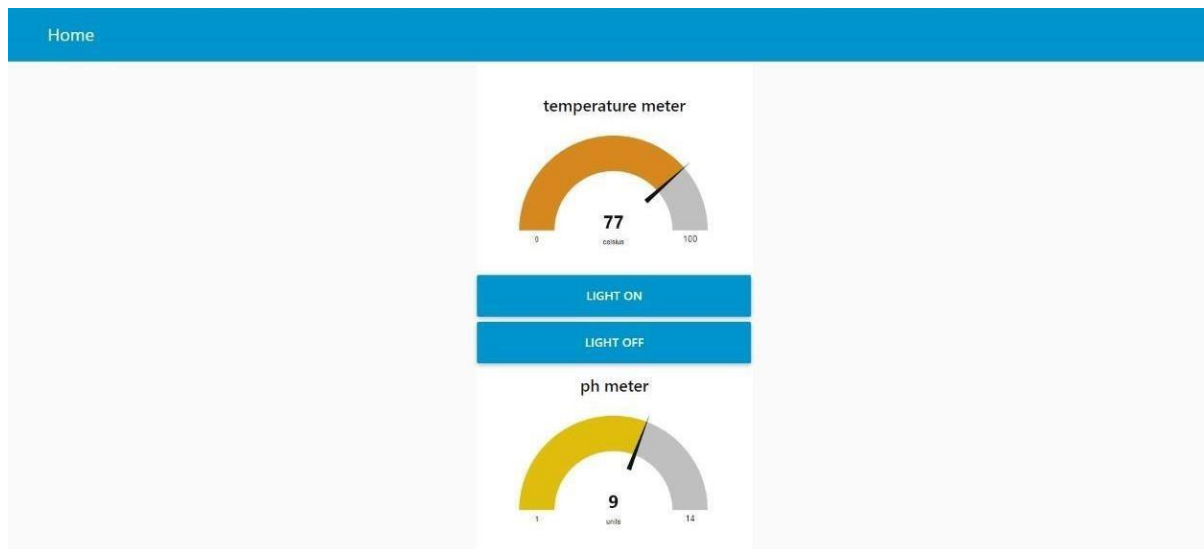 Home
temperature meter
77
celsius
0
100
LIGHT ON
LIGHT OFF
ph meter
9
units
1
14